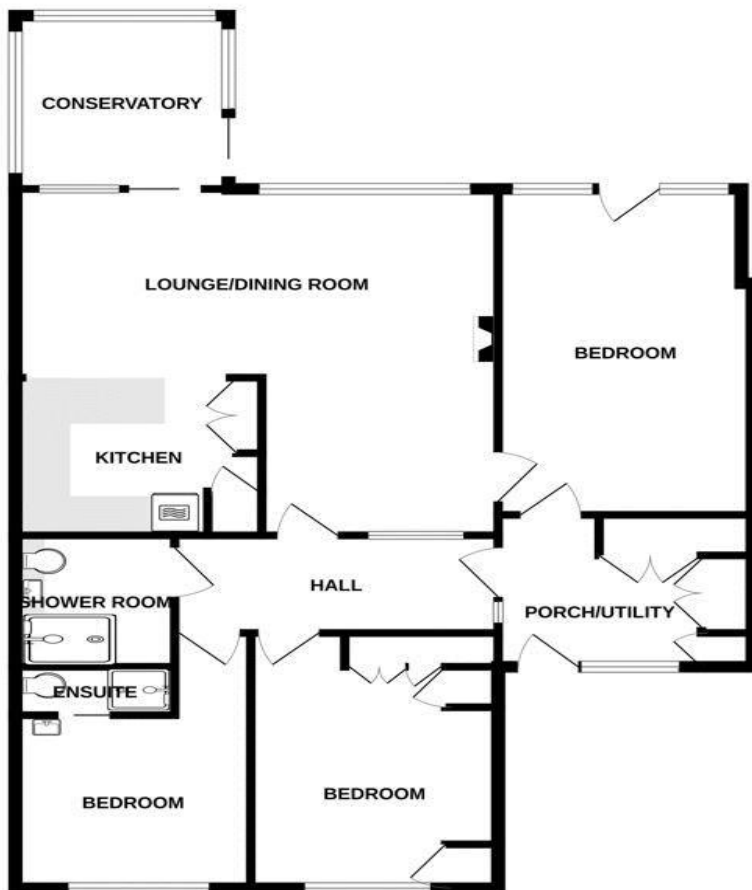 CONSERVATORY
LOUNGE/DINING ROOM
BEDROOM
KITCHEN
HALL
SHOWER ROOM
PORCH/UTILITY
ENSUITE
BEDROOM
BEDROOM